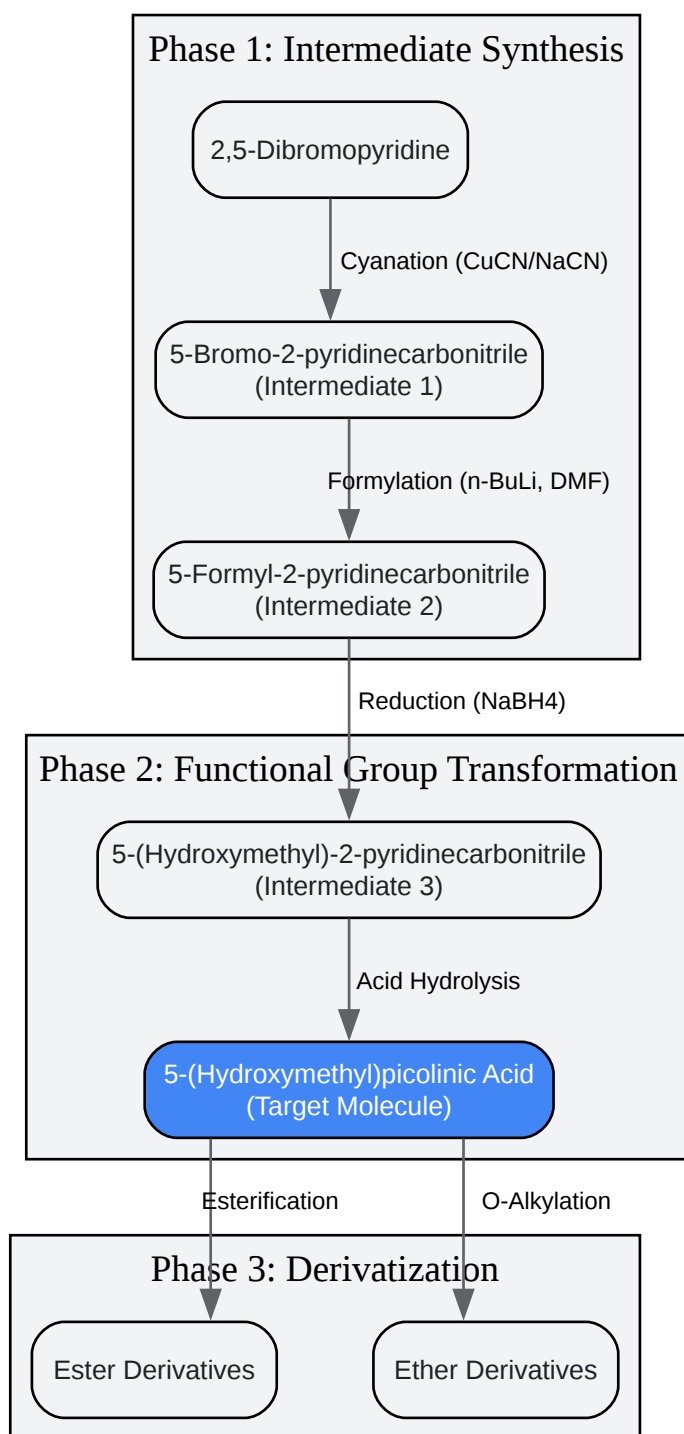 Phase 1: Intermediate Synthesis
2,5-Dibromopyridine
Cyanation (CuCN/NaCN)
5-Bromo-2-pyridinecarbonitrile
(Intermediate 1)
Formylation (n-BuLi, DMF)
5-Formyl-2-pyridinecarbonitrile
(Intermediate 2)
Reduction (NaBH4)
Phase 2: Functional Group Transformation
5-(Hydroxymethyl)-2-pyridinecarbonitrile
(Intermediate 3)
Acid Hydrolysis
5-(Hydroxymethyl)picolinic Acid
(Target Molecule)
Esterification
O-Alkylation
Phase 3: Derivatization
Ester Derivatives
Ether Derivatives